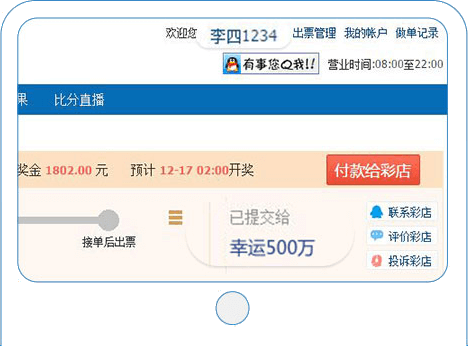 欢迎您 李四1234 出票管理 我的帐户 做单记录
有事您Q我!! 营业时间:08:00至22:00
果 比分直播
奖金 1802.00 元 预计 12-17 02:00开奖 付款给彩店
已提交给 联系彩店
接单后出票 幸运500万 评价彩店
投诉彩店